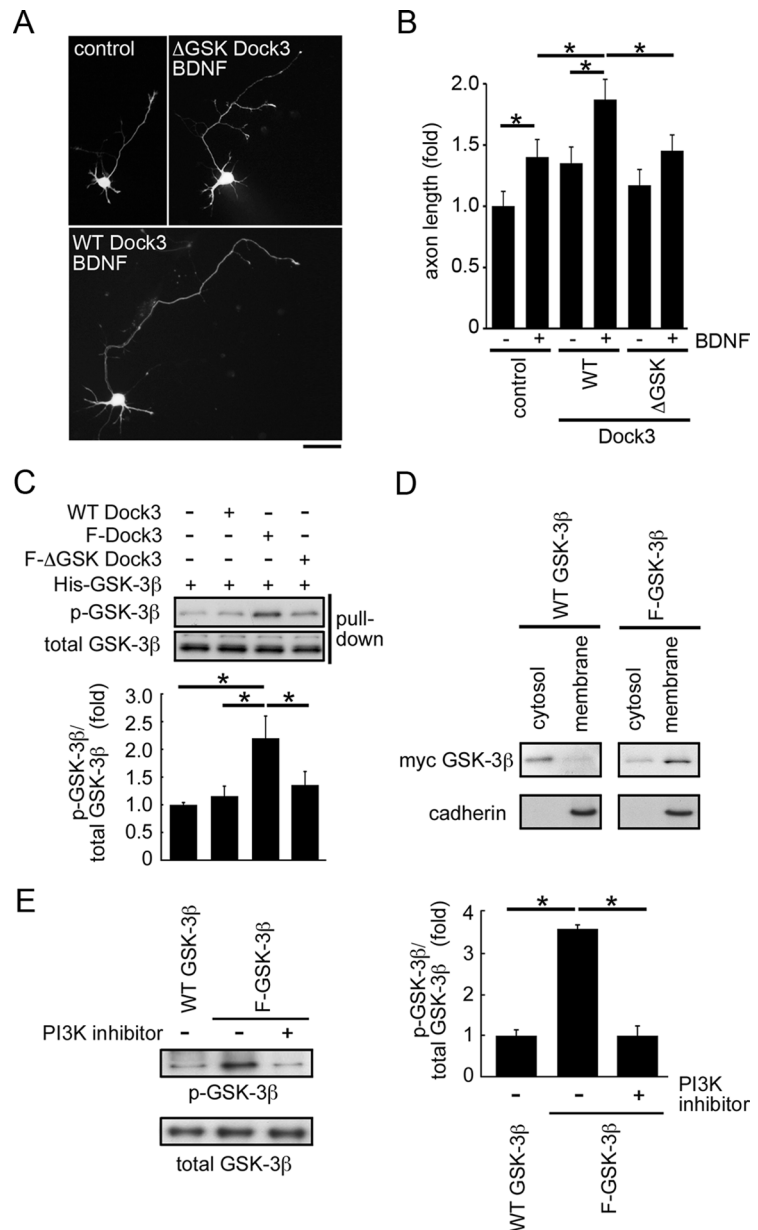 A
control
ΔGSK Dock3
BDNF
WT Dock3
BDNF
B
* *
*
*
axon length (fold)
2.0
1.5
1.0
0.5
0
- + - + - + BDNF
control
WT
ΔGSK
Dock3
C
WT Dock3 - + - -
F-Dock3 - - + -
F-ΔGSK Dock3 - - - +
His-GSK-3β + + + +
p-GSK-3β
total GSK-3β
pull-
down
*
* *
p-GSK-3β/
total GSK-3β (fold)
3.0
2.5
2.0
1.5
1.0
0.5
0
D
WT GSK-3β
F-GSK-3β
cytosol
membrane
cytosol
membrane
myc GSK-3β
cadherin
E
WT GSK-3β
F-GSK-3β
PI3K inhibitor - - +
p-GSK-3β
total GSK-3β
* *
p-GSK-3β/
total GSK-3β (fold)
4
3
2
1
0
- - + PI3K
inhibitor
WT GSK-3β
F-GSK-3β